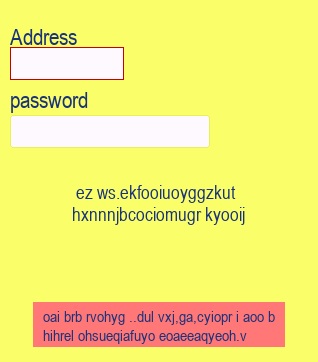 Address
password
ez ws.ekfooiuoyggzkut
hxnnnjbcociomugr kyooij
oai brb rvohyg ..dul vxj,ga,cyiopr i aoo b
hihrel ohsueqiafuyo eoaeeaqyeoh.v